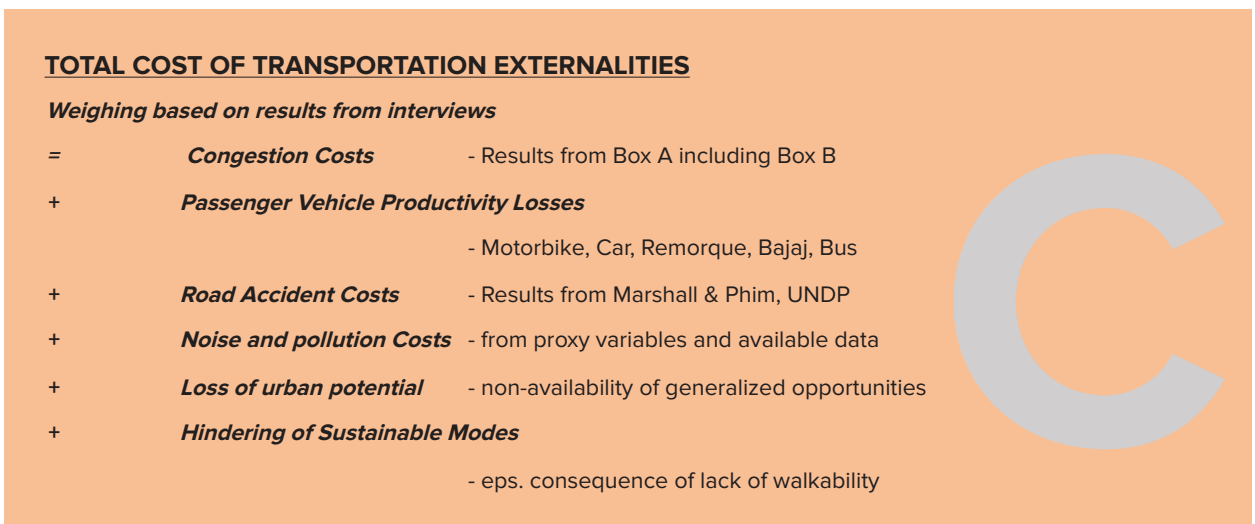 TOTAL COST OF TRANSPORTATION EXTERNALITIES
Weighing based on results from interviews
= Congestion Costs - Results from Box A including Box B
+ Passenger Vehicle Productivity Losses
- Motorbike, Car, Remorque, Bajaj, Bus
+ Road Accident Costs - Results from Marshall & Phim, UNDP
+ Noise and pollution Costs - from proxy variables and available data
+ Loss of urban potential - non-availability of generalized opportunities
+ Hindering of Sustainable Modes
- eps. consequence of lack of walkability
C